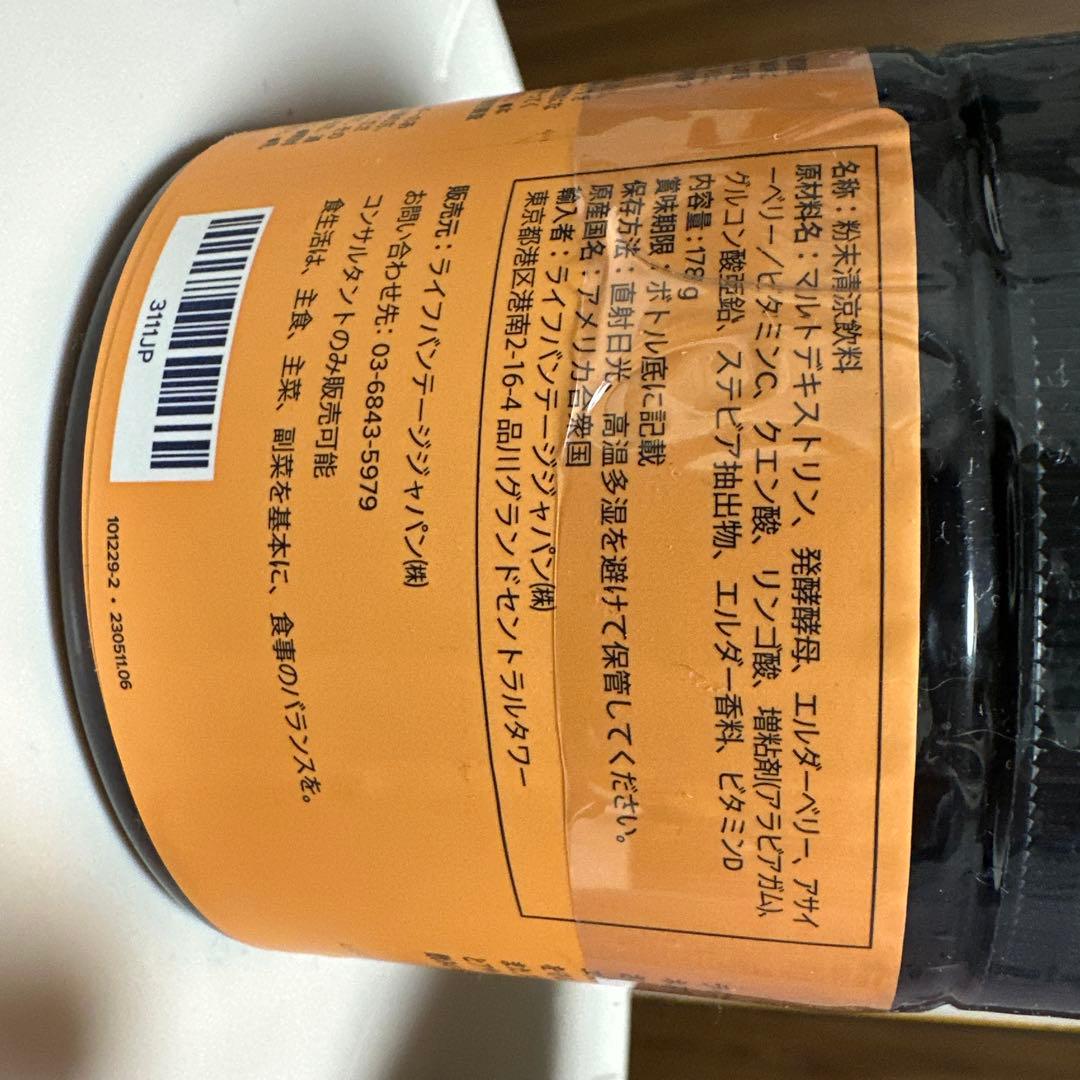 名称：粉末清涼飲料
原材料名：マルトデキストリン、発酵酵母、エルダーベリー、アサイ
ーベリー／ビタミンC、クエン酸、リンゴ酸、増粘剤(アラビアガム)、
グルコン酸亜鉛、ステビア抽出物、エルダー香料、ビタミンD
内容量：178g
賞味期限 ボトル底に記載
保存方法：直射日光 高温多湿を避けて保管してください。
原産国名：アメリカ合衆国
輸入者：ライフバンテージジャパン(株)
東京都港区港南2-16-4 品川グランドセントラルタワー
販売元：ライフバンテージジャパン(株)
お問い合わせ先：03-6843-5979
コンサルタントのみ販売可能
食生活は、主食、主菜、副菜を基本に、食事のバランスを。
3111JP
101229-2・230511.06